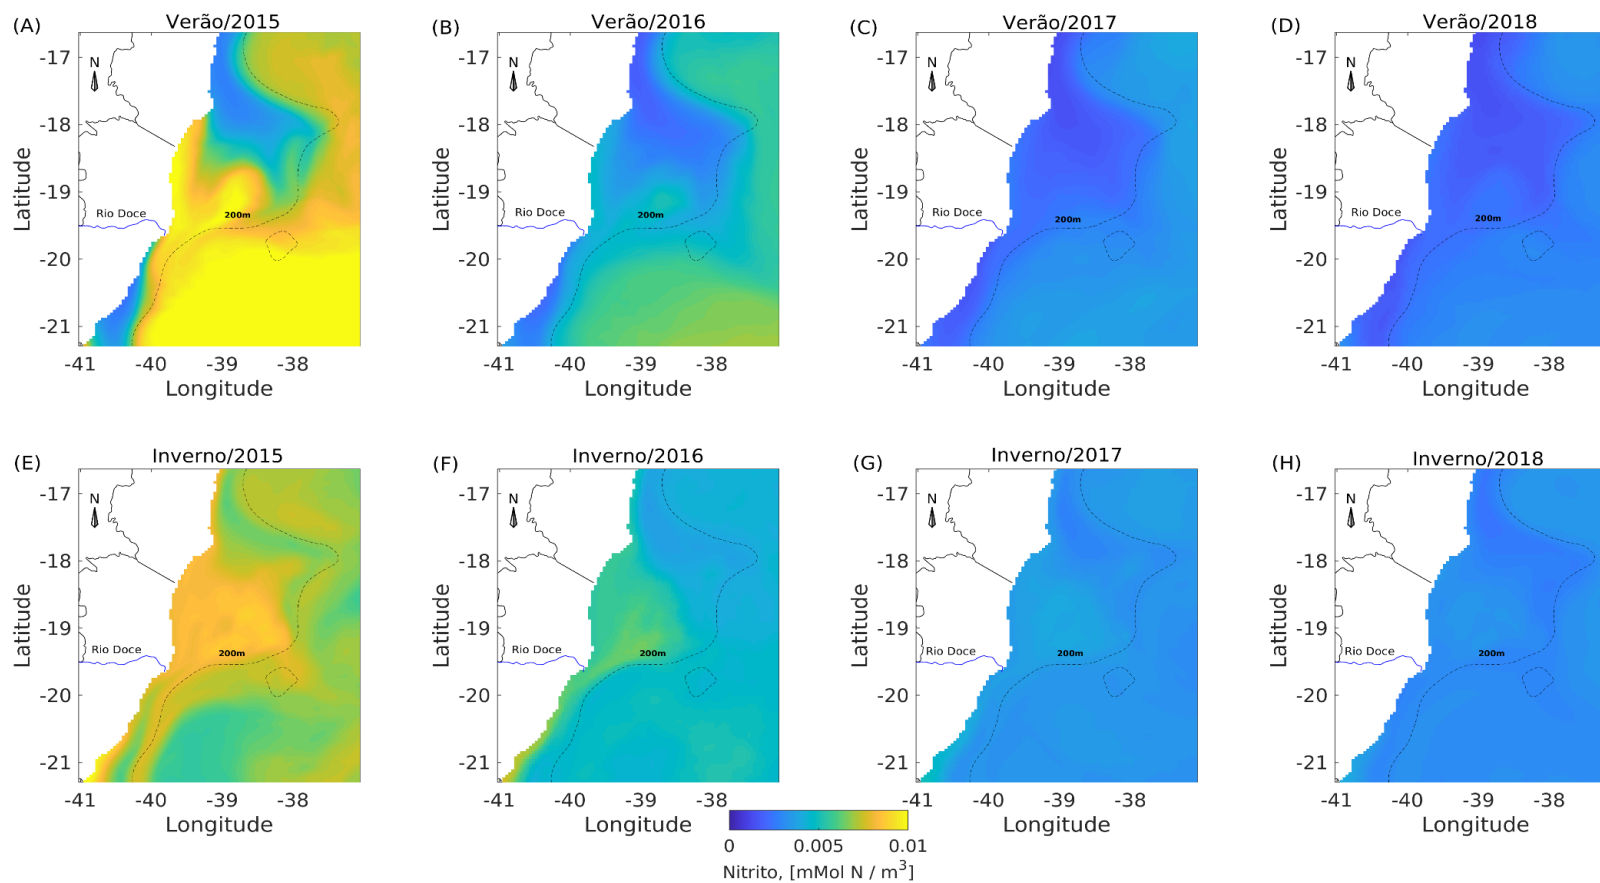 (A)
Verão/2015
Latitude
-17
-18
-19
-20
-21
N
Rio Doce
200m
-41
-40
-39
-38
Longitude
(B)
Verão/2016
Latitude
-17
-18
-19
-20
-21
N
Rio Doce
200m
-41
-40
-39
-38
Longitude
(C)
Verão/2017
Latitude
-17
-18
-19
-20
-21
N
Rio Doce
200m
-41
-40
-39
-38
Longitude
(D)
Verão/2018
Latitude
-17
-18
-19
-20
-21
N
Rio Doce
200m
-41
-40
-39
-38
Longitude
(E)
Inverno/2015
Latitude
-17
-18
-19
-20
-21
N
Rio Doce
200m
-41
-40
-39
-38
Longitude
(F)
Inverno/2016
Latitude
-17
-18
-19
-20
-21
N
Rio Doce
200m
-41
-40
-39
-38
Longitude
(G)
Inverno/2017
Latitude
-17
-18
-19
-20
-21
N
Rio Doce
200m
-41
-40
-39
-38
Longitude
(H)
Inverno/2018
Latitude
-17
-18
-19
-20
-21
N
Rio Doce
200m
-41
-40
-39
-38
Longitude
0
0.005
0.01
Nitrito, [mMol N / m³]